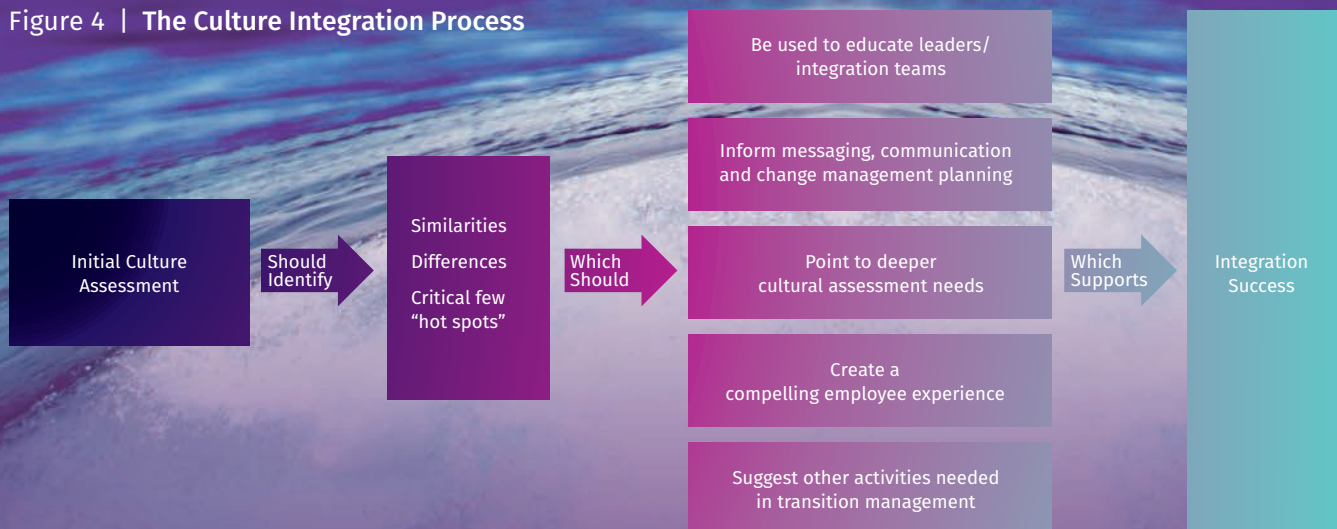 Figure 4 | The Culture Integration Process
Initial Culture
Assessment
Should
Identify
Similarities
Differences
Critical few
“hot spots”
Which
Should
Be used to educate leaders/
integration teams
Inform messaging, communication
and change management planning
Point to deeper
cultural assessment needs
Create a
compelling employee experience
Suggest other activities needed
in transition management
Which
Supports
Integration
Success